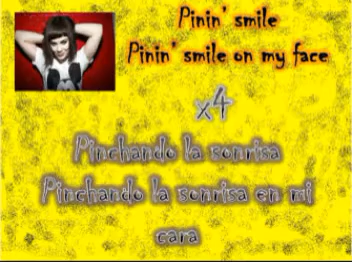 Pinin' smile
Pinin' smile on my face
x4
Pinchando la sonrisa
Pinchando la sonrisa en mi
cara